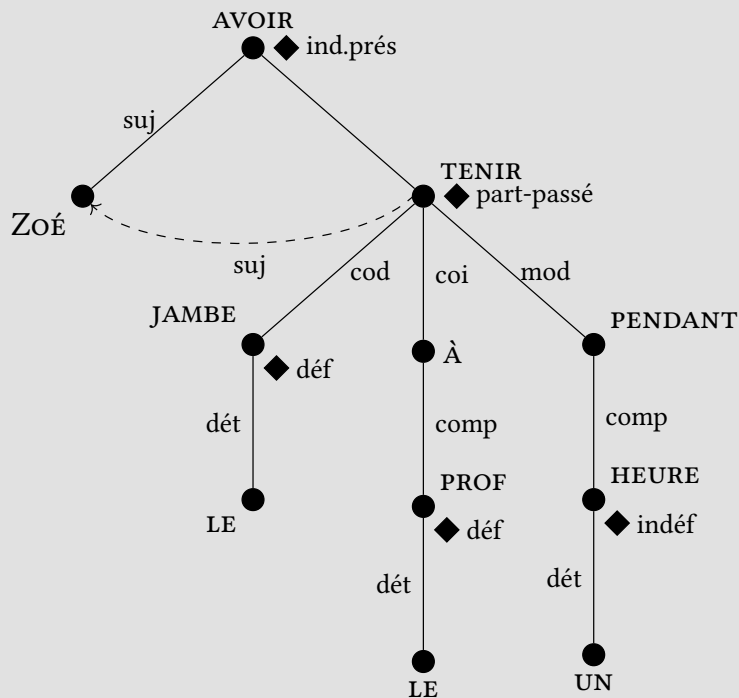 AVOIR
ind.prés
suj
TENIR
part-passé
ZOÉ
suj
cod
coi
mod
JAMBE
PENDANT
À
déf
dét
comp
comp
PROF
HEURE
LE
déf
indéf
dét
dét
LE
UN